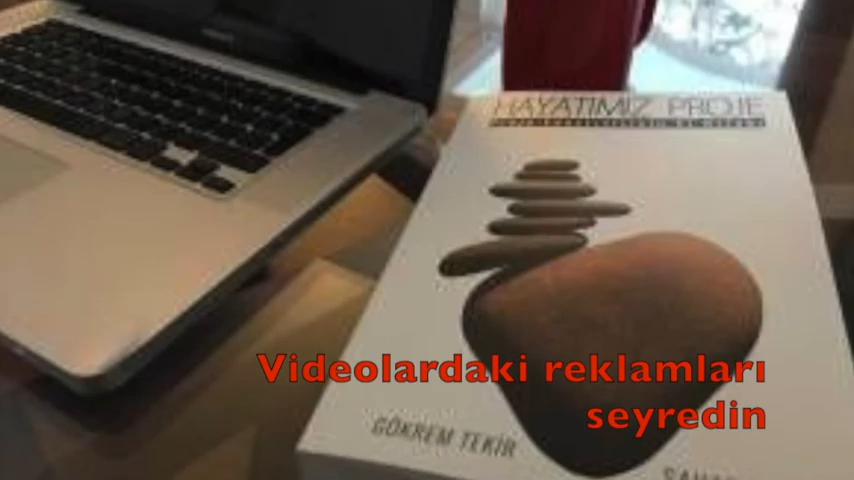 HAYATIMIZ PROJE
Videolardaki reklamları
seyredin
GÖKREM TEKİR